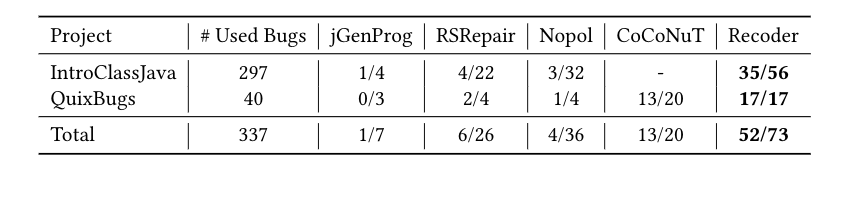 Project # Used Bugs jGenProg RSRepair Nopol CoCoNuT Recoder
IntroClassJava 297 1/4 4/22 3/32 - 35/56
QuixBugs 40 0/3 2/4 1/4 13/20 17/17
Total 337 1/7 6/26 4/36 13/20 52/73